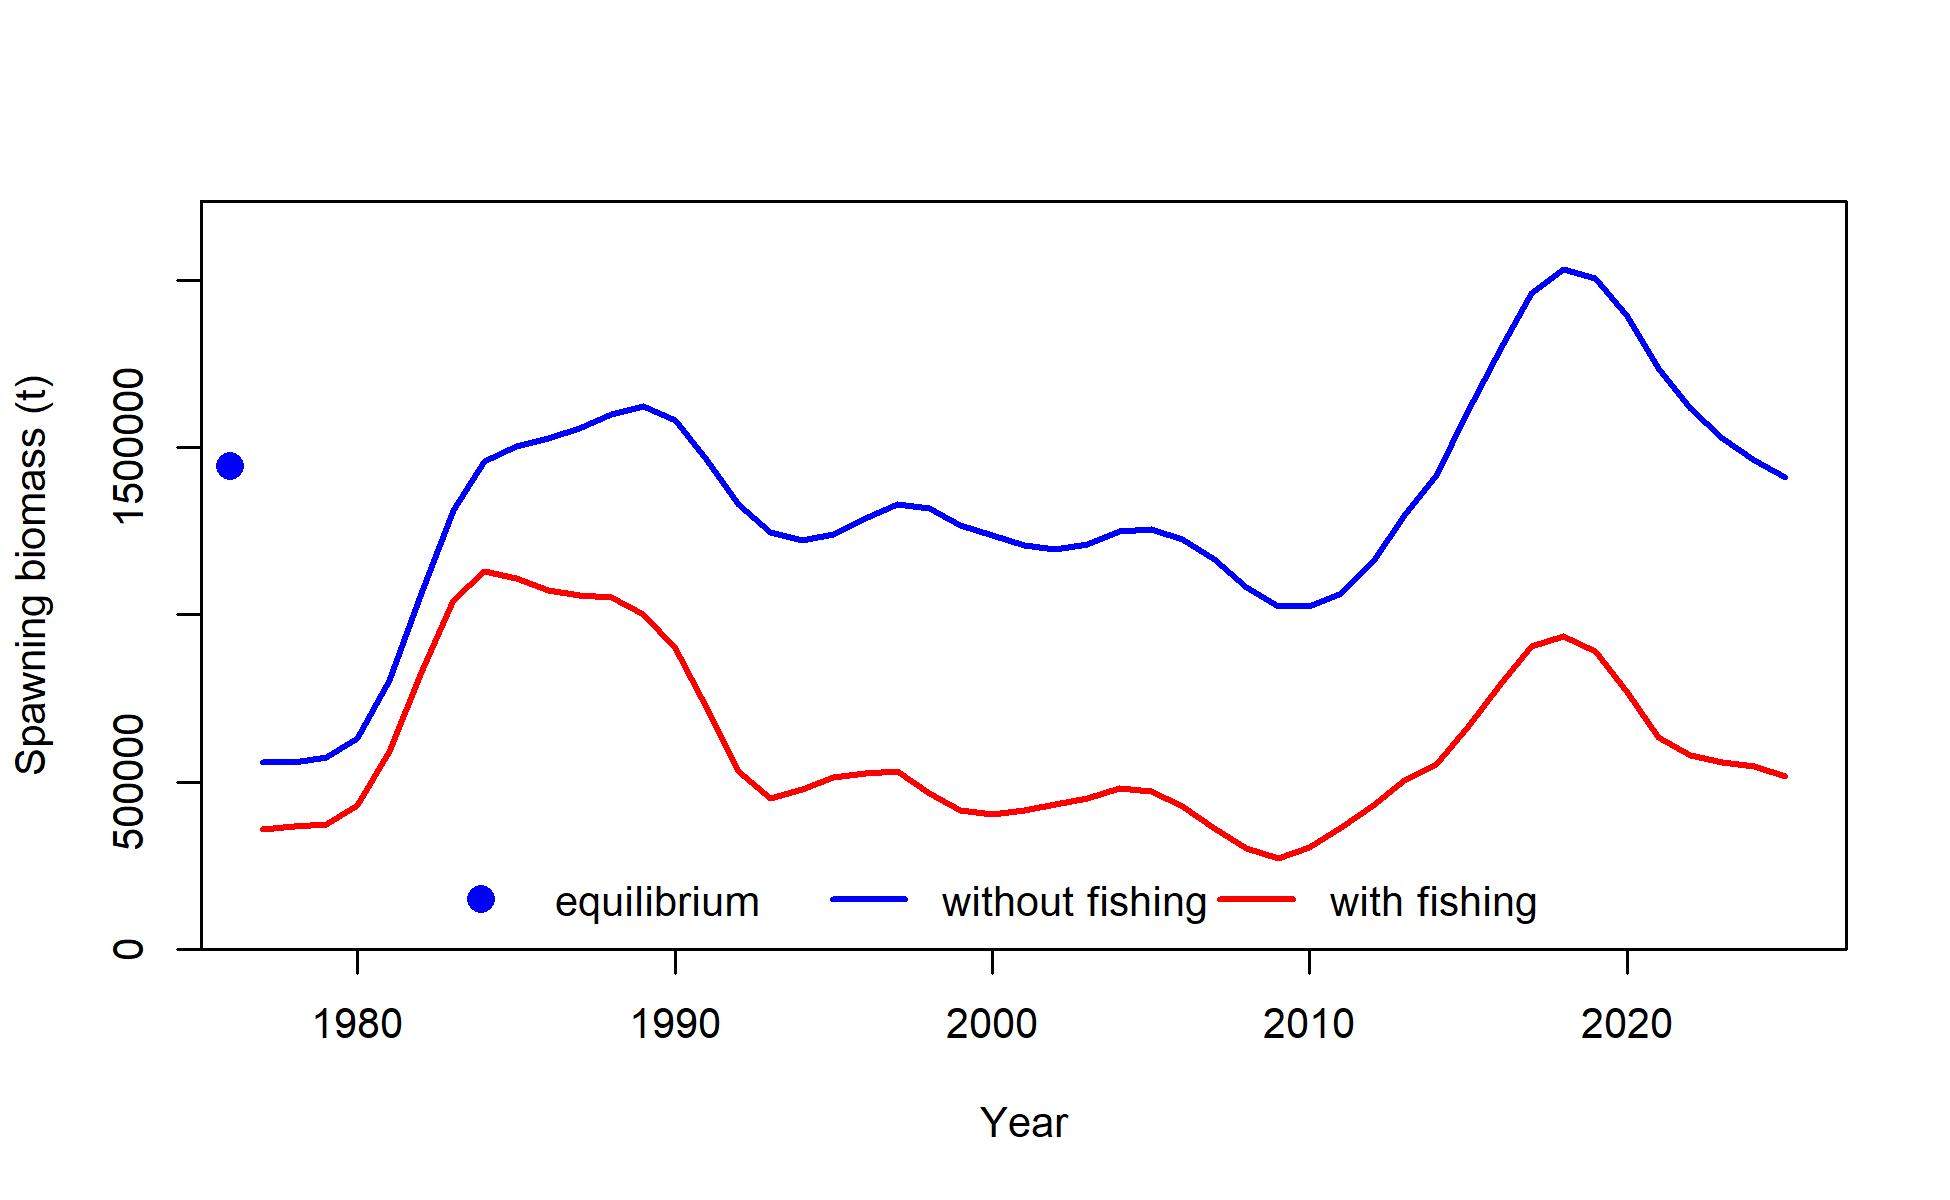 Spawning biomass (t)
1500000
500000
0
equilibrium without fishing with fishing
1980 1990 2000 2010 2020
Year